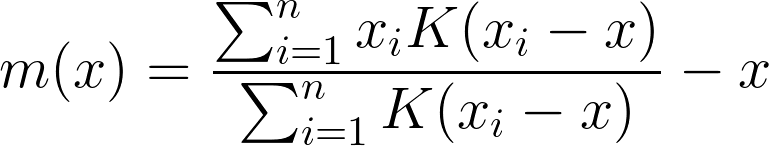 m(x) = \frac{\sum_{i=1}^{n} x_i K(x_i - x)}{\sum_{i=1}^{n} K(x_i - x)} - x